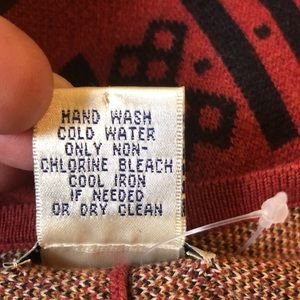 HAND WASH
COLD WATER
ONLY NON-
CHLORINE BLEACH
COOL IRON
IF NEEDED
OR DRY CLEAN